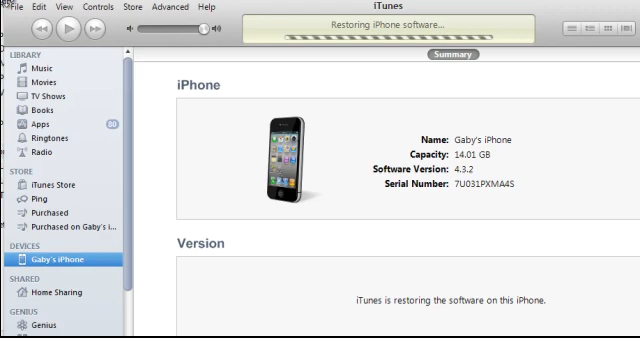 File Edit View Controls Store Advanced Help
iTunes
Restoring iPhone software...
LIBRARY
Music
Movies
TV Shows
Books
Apps
Ringtones
Radio
STORE
iTunes Store
Ping
Purchased
Purchased on Gaby's i...
DEVICES
Gaby's iPhone
SHARED
Home Sharing
GENIUS
Genius
Summary
iPhone
Name: Gaby's iPhone
Capacity: 14.01 GB
Software Version: 4.3.2
Serial Number: 7U031PXMA4S
Version
iTunes is restoring the software on this iPhone.